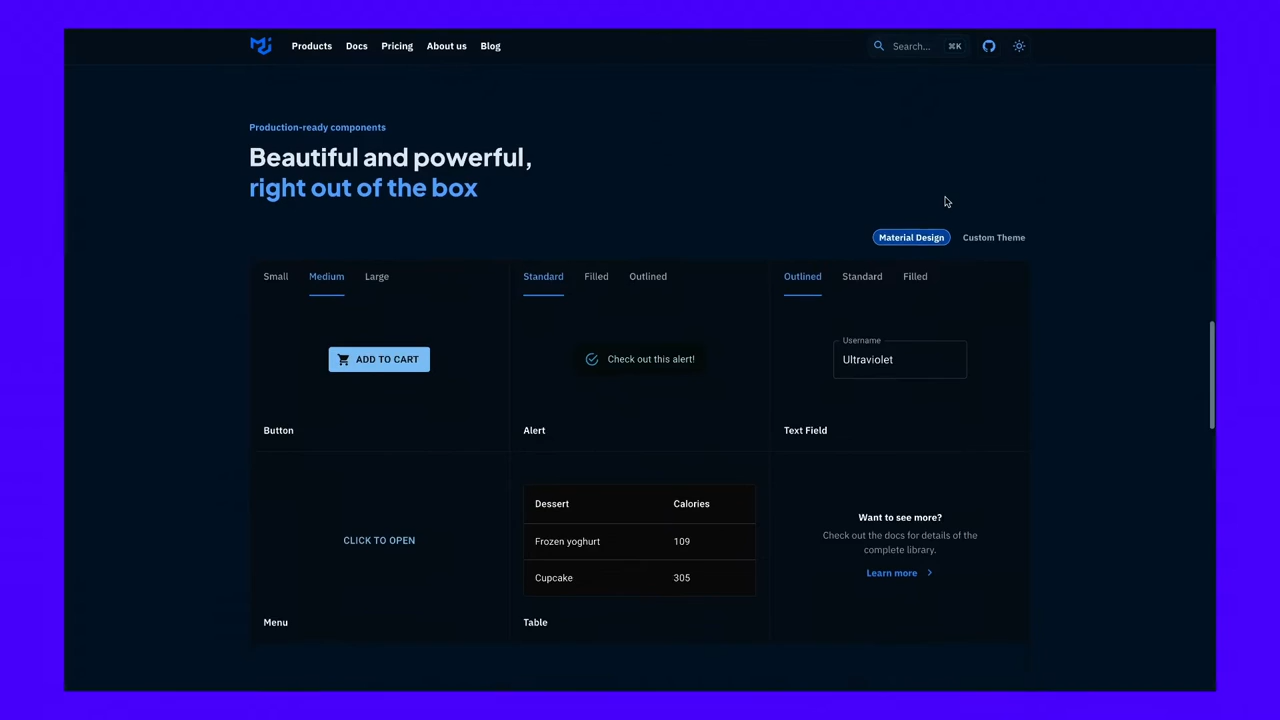 Products Docs Pricing About us Blog Search... ⌘K
Production-ready components
Beautiful and powerful,
right out of the box
Material Design Custom Theme
Small Medium Large
ADD TO CART
Button
Standard Filled Outlined
Check out this alert!
Alert
Outlined Standard Filled
Username
Ultraviolet
Text Field
CLICK TO OPEN
Menu
Dessert Calories
Frozen yoghurt 109
Cupcake 305
Table
Want to see more?
Check out the docs for details of the
complete library.
Learn more